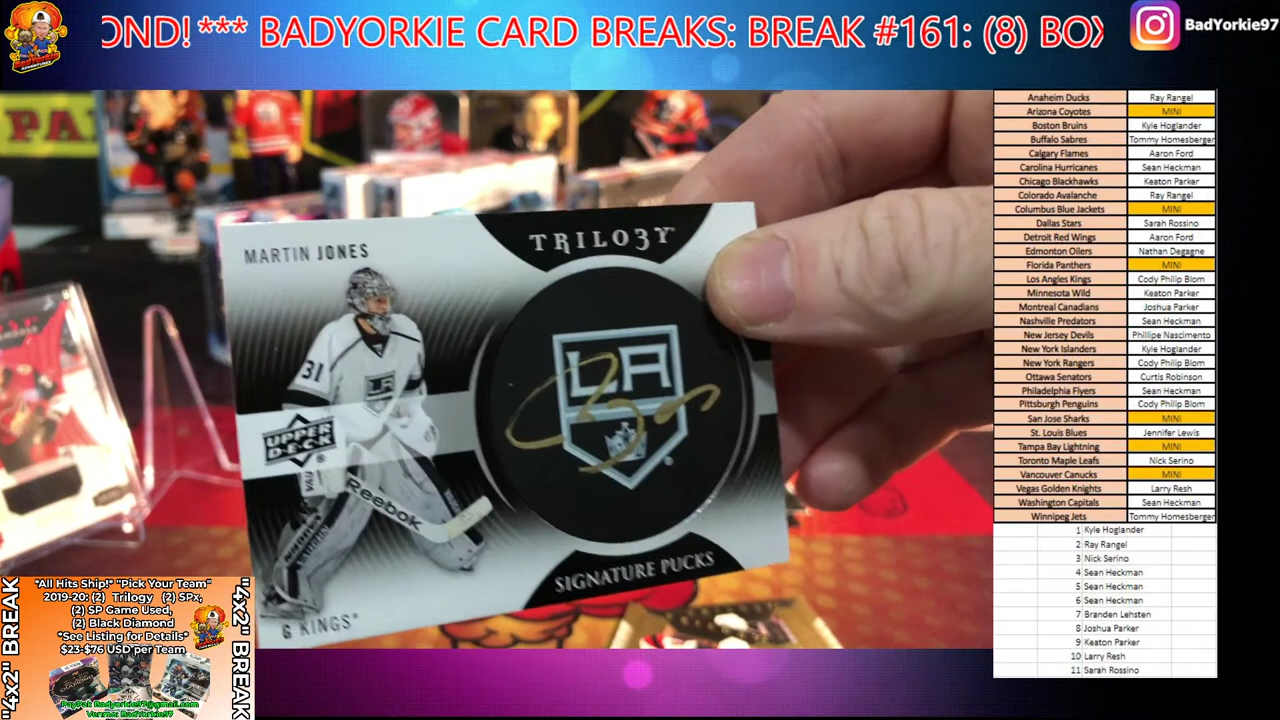 OND! *** BADYORKIE CARD BREAKS: BREAK #161: (8) BOX
BadYorkie97
MARTIN JONES
TRILO3Y
31
LA
LA
UPPER
DECK
Reebok
SIGNATURE PUCKS
G KINGS
"4x2" BREAK
"All Hits Ship!" "Pick Your Team"
2019-20: (2) Trilogy (2) SPx,
(2) SP Game Used,
(2) Black Diamond
*See Listing for Details*
$23-$76 USD per Team
PayPal: Badyorkie97@gmail.com
Venmo: BadYorkie97
"4x2" BREAK
Anaheim Ducks Ray Rangel
Arizona Coyotes MINI
Boston Bruins Kyle Hoglander
Buffalo Sabres Tommy Homesberger
Calgary Flames Aaron Ford
Carolina Hurricanes Sean Heckman
Chicago Blackhawks Keaton Parker
Colorado Avalanche Ray Rangel
Columbus Blue Jackets MINI
Dallas Stars Sarah Rossino
Detroit Red Wings Aaron Ford
Edmonton Oilers Nathan Degagne
Florida Panthers MINI
Los Angeles Kings Cody Philip Blom
Minnesota Wild Keaton Parker
Montreal Canadians Joshua Parker
Nashville Predators Sean Heckman
New Jersey Devils Phillipe Nascimento
New York Islanders Kyle Hoglander
New York Rangers Cody Philip Blom
Ottawa Senators Curtis Robinson
Philadelphia Flyers Sean Heckman
Pittsburgh Penguins Cody Philip Blom
San Jose Sharks MINI
St. Louis Blues Jennifer Lewis
Tampa Bay Lightning MINI
Toronto Maple Leafs Nick Serino
Vancouver Canucks MINI
Vegas Golden Knights Larry Resh
Washington Capitals Sean Heckman
Winnipeg Jets Tommy Homesberger
1 Kyle Hoglander
2 Ray Rangel
3 Nick Serino
4 Sean Heckman
5 Sean Heckman
6 Sean Heckman
7 Branden Lehsten
8 Joshua Parker
9 Keaton Parker
10 Larry Resh
11 Sarah Rossino